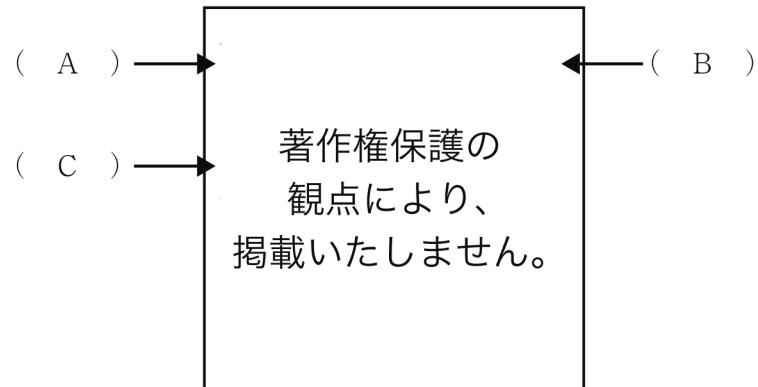 （　A　）
（　B　）
（　C　）
著作権保護の
観点により、
掲載いたしません。